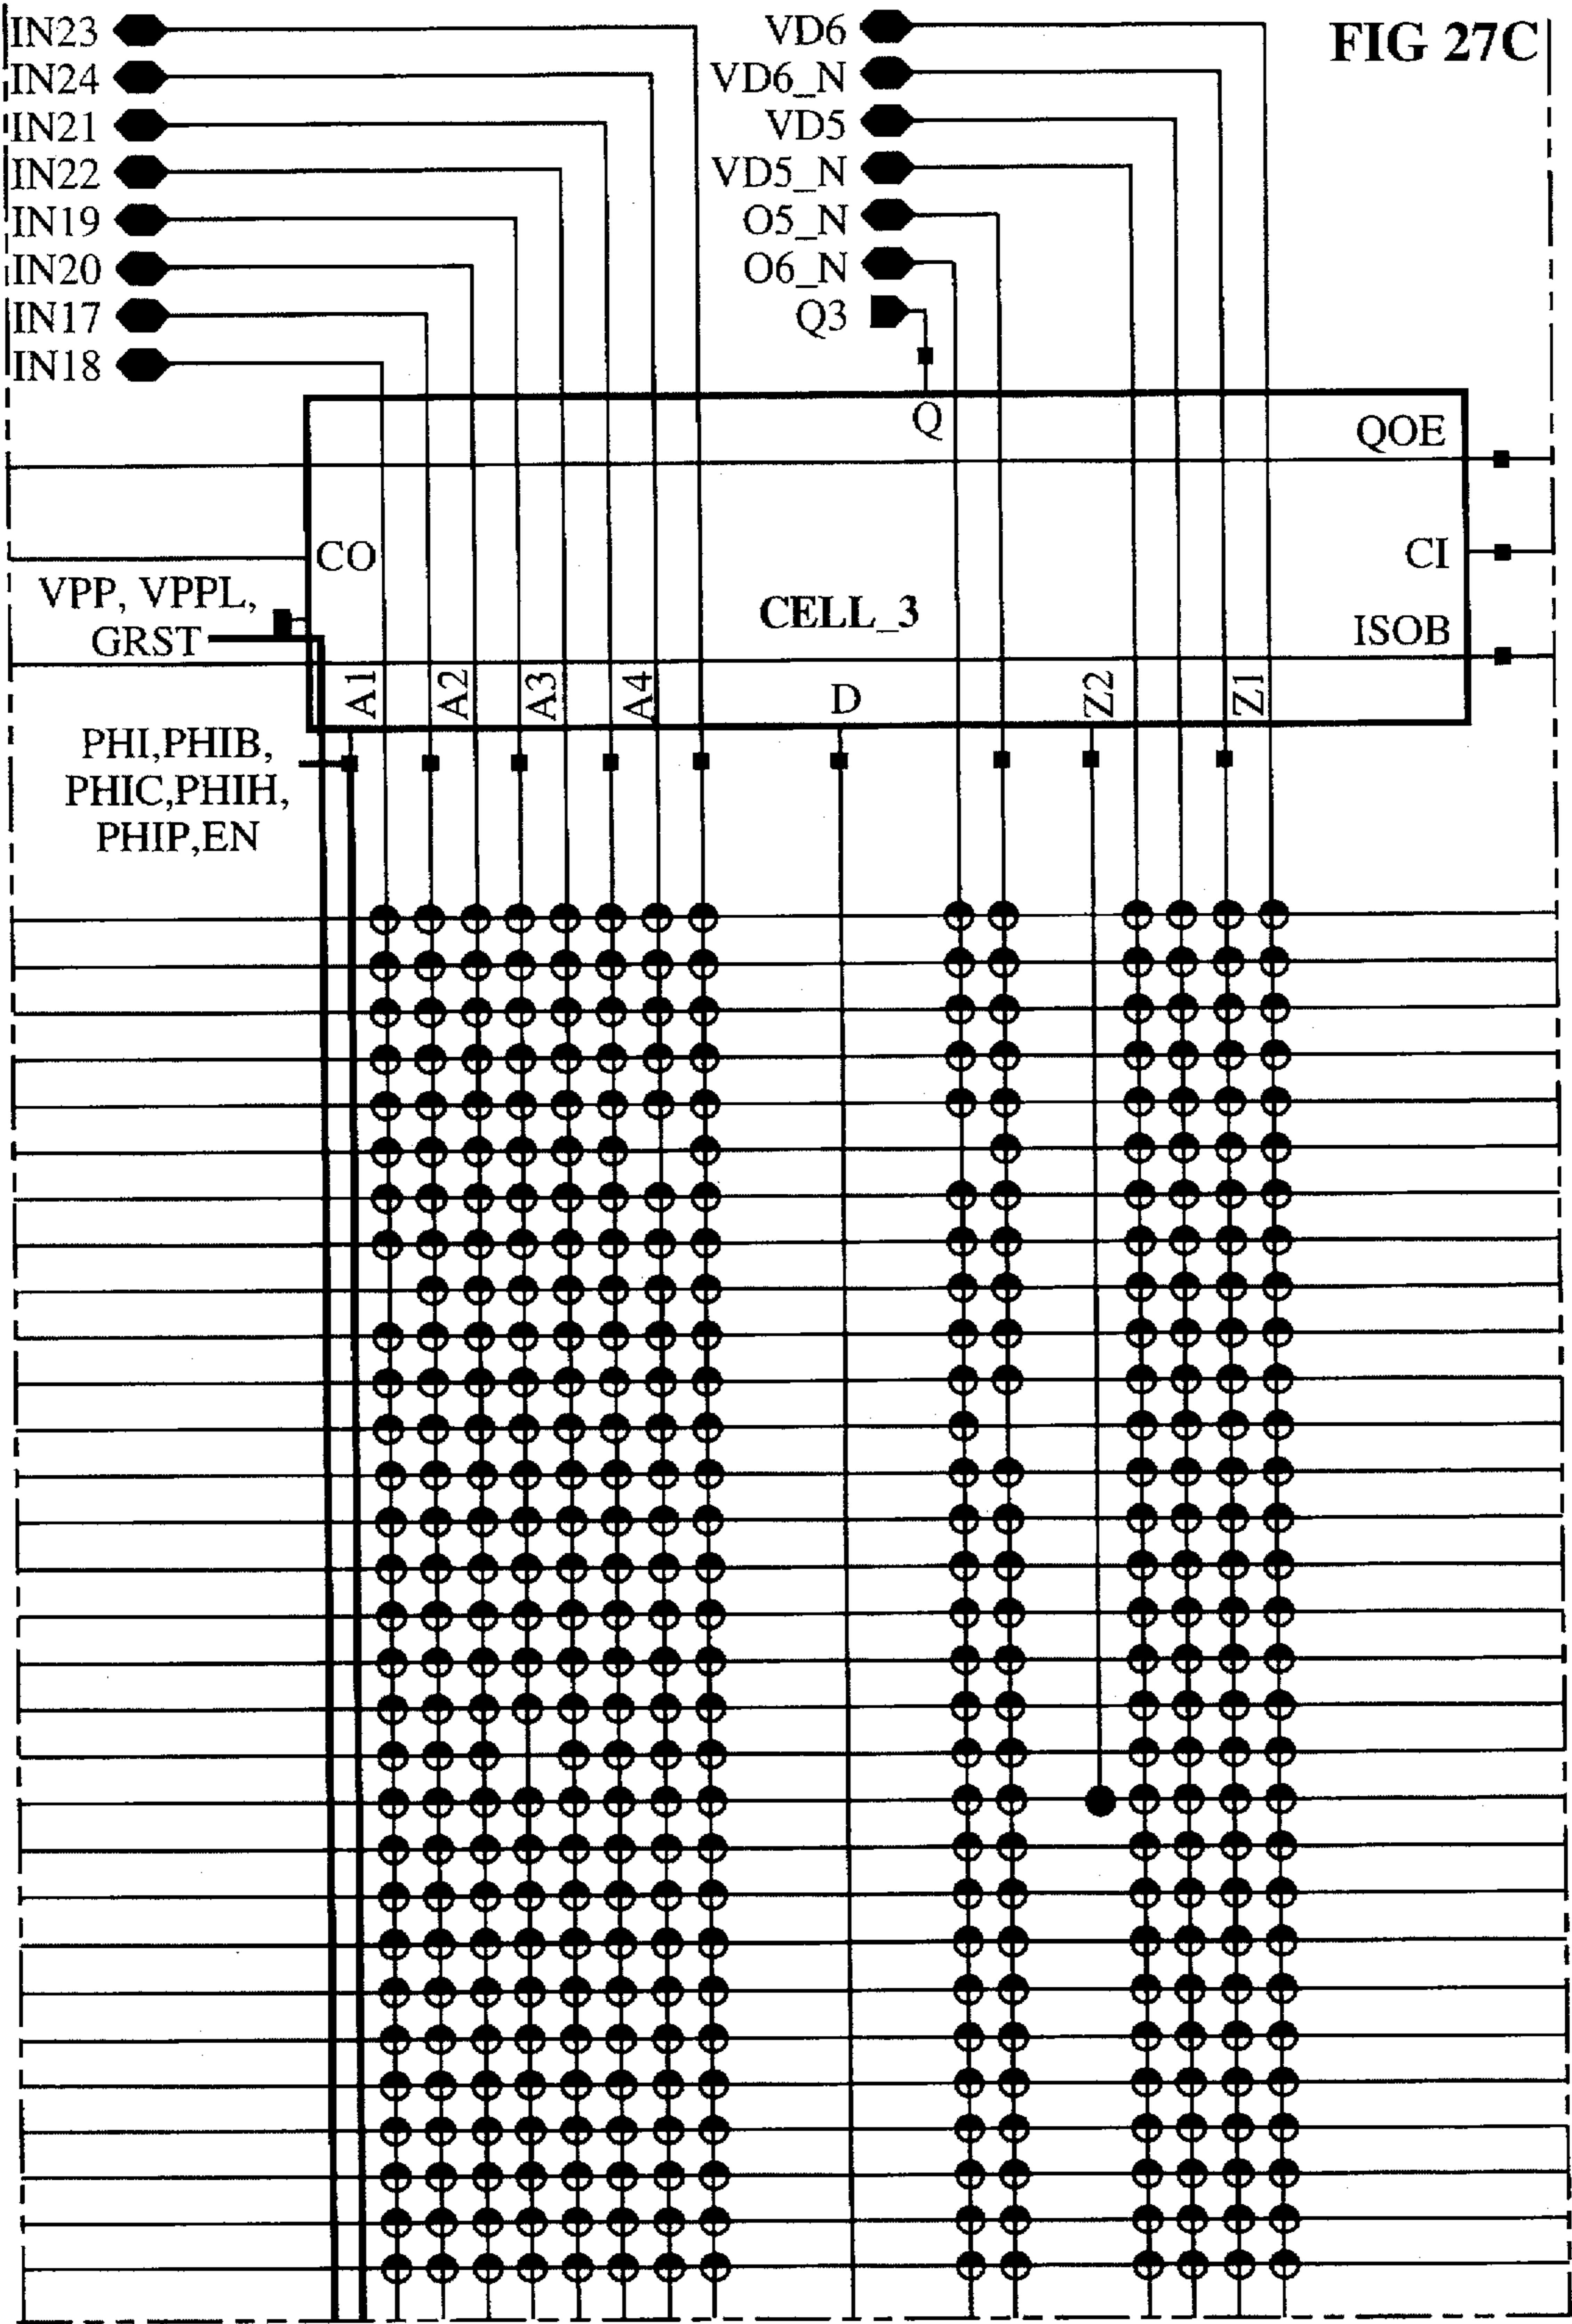 FIG 27C
IN23
IN24
IN21
IN22
IN19
IN20
IN17
IN18
VD6
VD6_N
VD5
VD5_N
O5_N
O6_N
Q3
Q
QOE
CO
CI
VPP, VPPL,
GRST
CELL_3
ISOB
A1
A2
A3
A4
D
Z2
Z1
PHI,PHIB,
PHIC,PHIH,
PHIP,EN